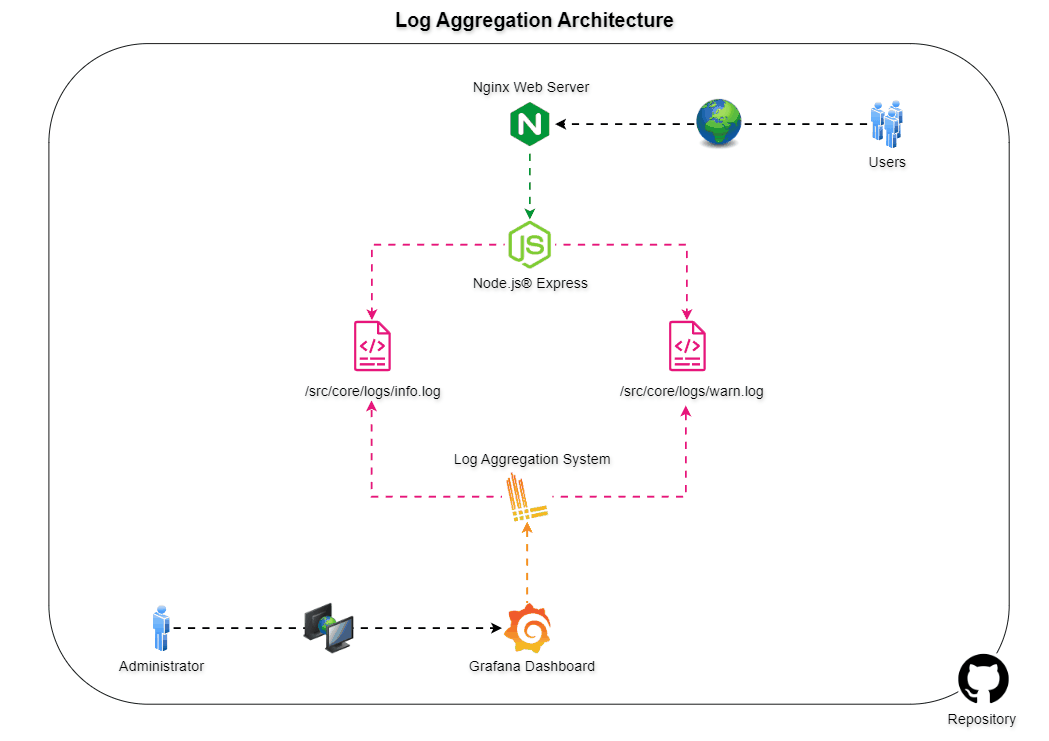 Log Aggregation Architecture
Nginx Web Server
N
Users
JS
Node.js® Express
</>
</>
/src/core/logs/info.log
/src/core/logs/warn.log
Log Aggregation System
Administrator
Grafana Dashboard
Repository